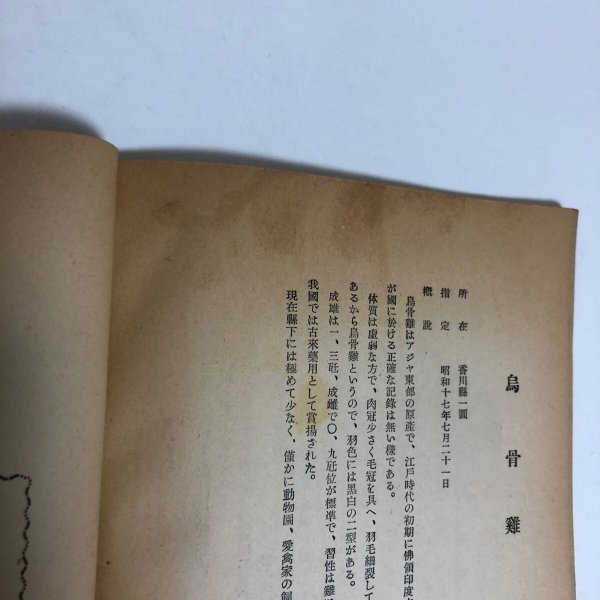 烏骨雞
所在 香川縣一圓
指定 昭和十七年七月二十一日
概説
烏骨雞はアジヤ東部の原產で、江戶時代の初期に佛領印度
が國に於ける正確な記錄は無い樣である。
体質は虛弱な方で、肉冠少さく毛冠を具へ、羽毛細裂して
あるから烏骨雞というので、羽色には黑白の二型がある。
成雄は一、三瓩、成雌で〇、九瓩位が標準で、習性は雞
我國では古來藥用として賞揚された。
現在縣下には極めて少なく、僅かに動物園、愛禽家の飼